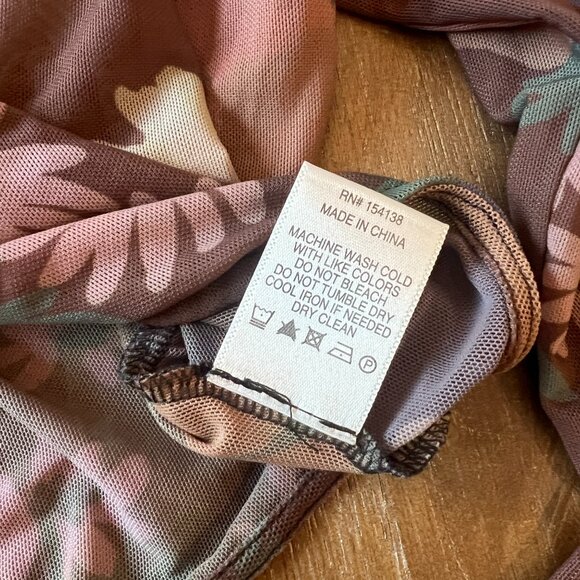 RN# 154138
MADE IN CHINA
MACHINE WASH COLD
WITH LIKE COLORS
DO NOT BLEACH
DO NOT TUMBLE DRY
COOL IRON IF NEEDED
DRY CLEAN
P